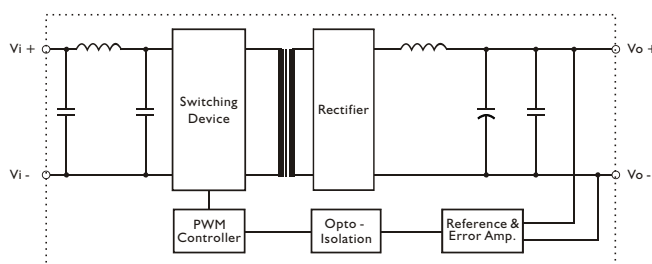 Vi +
Vo +
Switching
Device
Rectifier
Vi -
Vo -
PWM
Controller
Opto -
Isolation
Reference &
Error Amp.